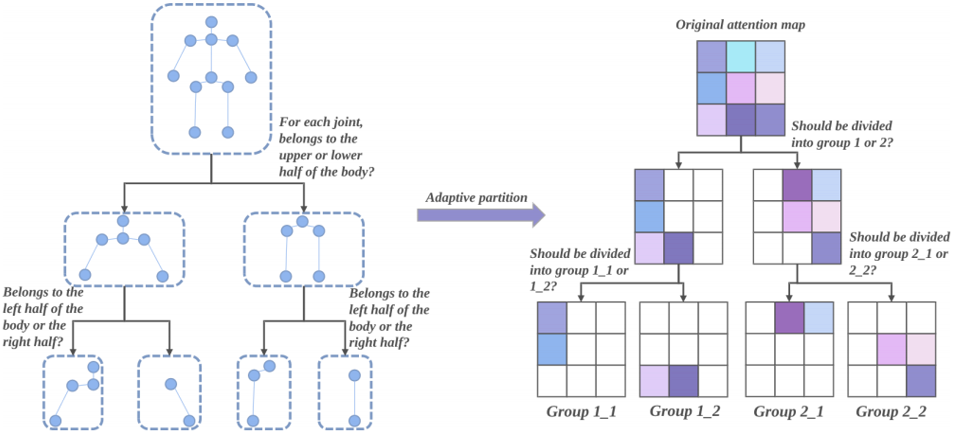 Original attention map
For each joint,
belongs to the
upper or lower
half of the body?
Should be divided
into group 1 or 2?
Adaptive partition
Belongs to the
left half of the
body or the
right half?
Belongs to the
left half of the
body or the
right half?
Should be divided
into group 1_1 or
1_2?
Should be divided
into group 2_1 or
2_2?
Group 1_1
Group 1_2
Group 2_1
Group 2_2